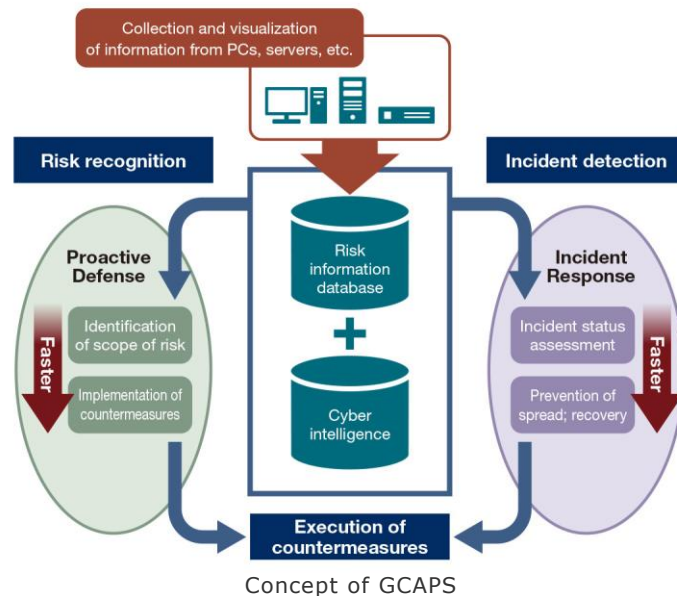 Collection and visualization
of information from PCs, servers, etc.
Risk recognition
Incident detection
Proactive
Defense
Faster
Identification
of scope of risk
Implementation of
countermeasures
Risk
information
database
+
Cyber
intelligence
Incident
Response
Incident status
assessment
Prevention of
spread; recovery
Faster
Execution of
countermeasures
Concept of GCAPS